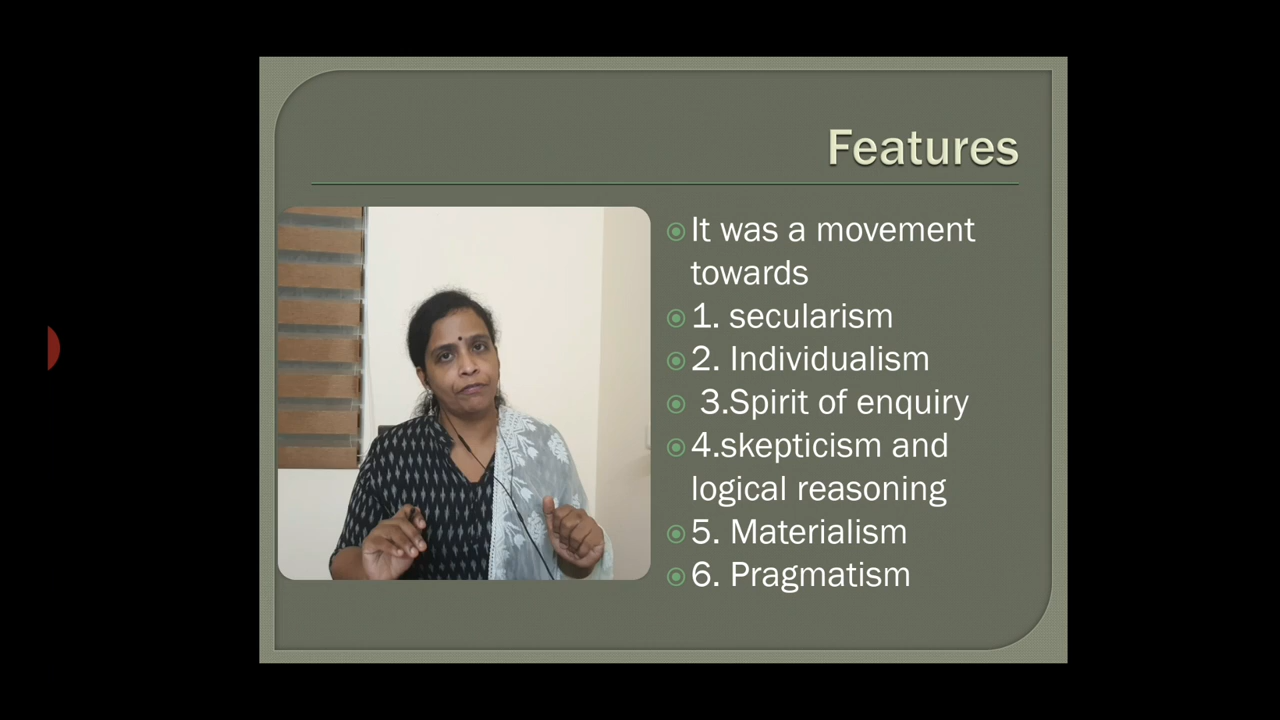 Features
It was a movement
towards
1. secularism
2. Individualism
3.Spirit of enquiry
4.skepticism and
logical reasoning
5. Materialism
6. Pragmatism